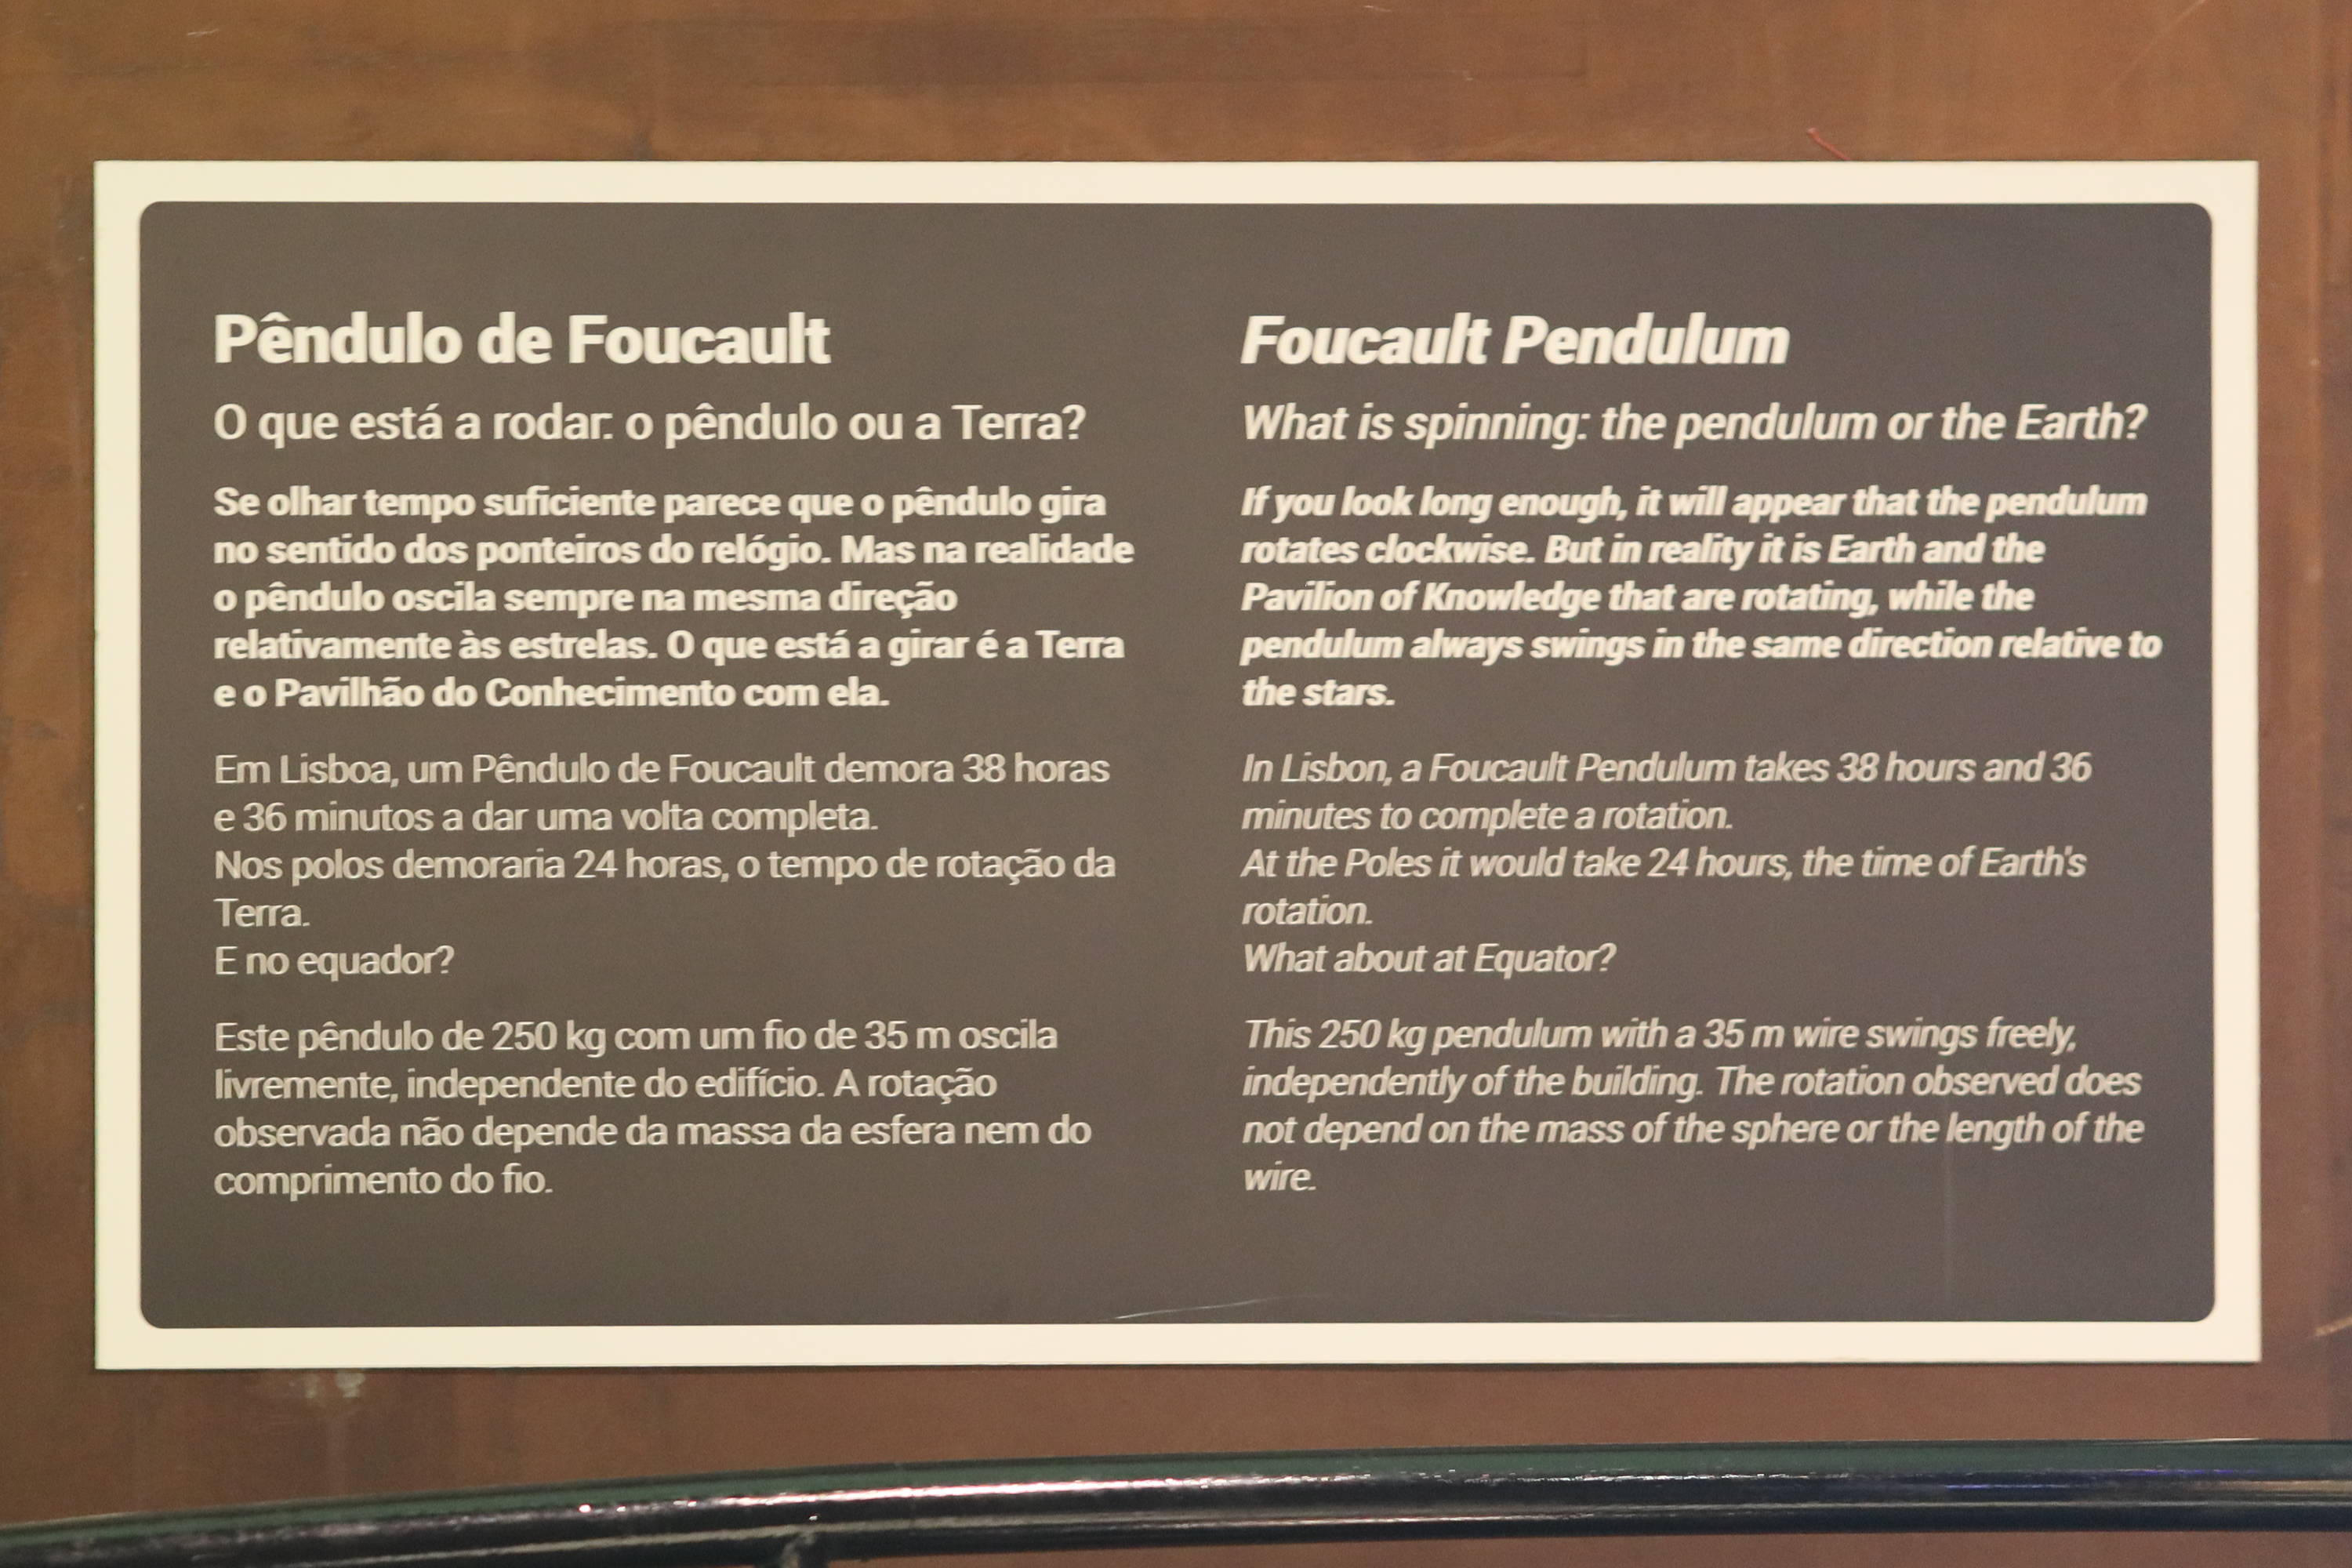 Pêndulo de Foucault
O que está a rodar: o pêndulo ou a Terra?
Se olhar tempo suficiente parece que o pêndulo gira
no sentido dos ponteiros do relógio. Mas na realidade
o pêndulo oscila sempre na mesma direção
relativamente às estrelas. O que está a girar é a Terra
e o Pavilhão do Conhecimento com ela.
Em Lisboa, um Pêndulo de Foucault demora 38 horas
e 36 minutos a dar uma volta completa.
Nos polos demoraria 24 horas, o tempo de rotação da
Terra.
E no equador?
Este pêndulo de 250 kg com um fio de 35 m oscila
livremente, independente do edifício. A rotação
observada não depende da massa da esfera nem do
comprimento do fio.
Foucault Pendulum
What is spinning: the pendulum or the Earth?
If you look long enough, it will appear that the pendulum
rotates clockwise. But in reality it is Earth and the
Pavilion of Knowledge that are rotating, while the
pendulum always swings in the same direction relative to
the stars.
In Lisbon, a Foucault Pendulum takes 38 hours and 36
minutes to complete a rotation.
At the Poles it would take 24 hours, the time of Earth's
rotation.
What about at Equator?
This 250 kg pendulum with a 35 m wire swings freely,
independently of the building. The rotation observed does
not depend on the mass of the sphere or the length of the
wire.